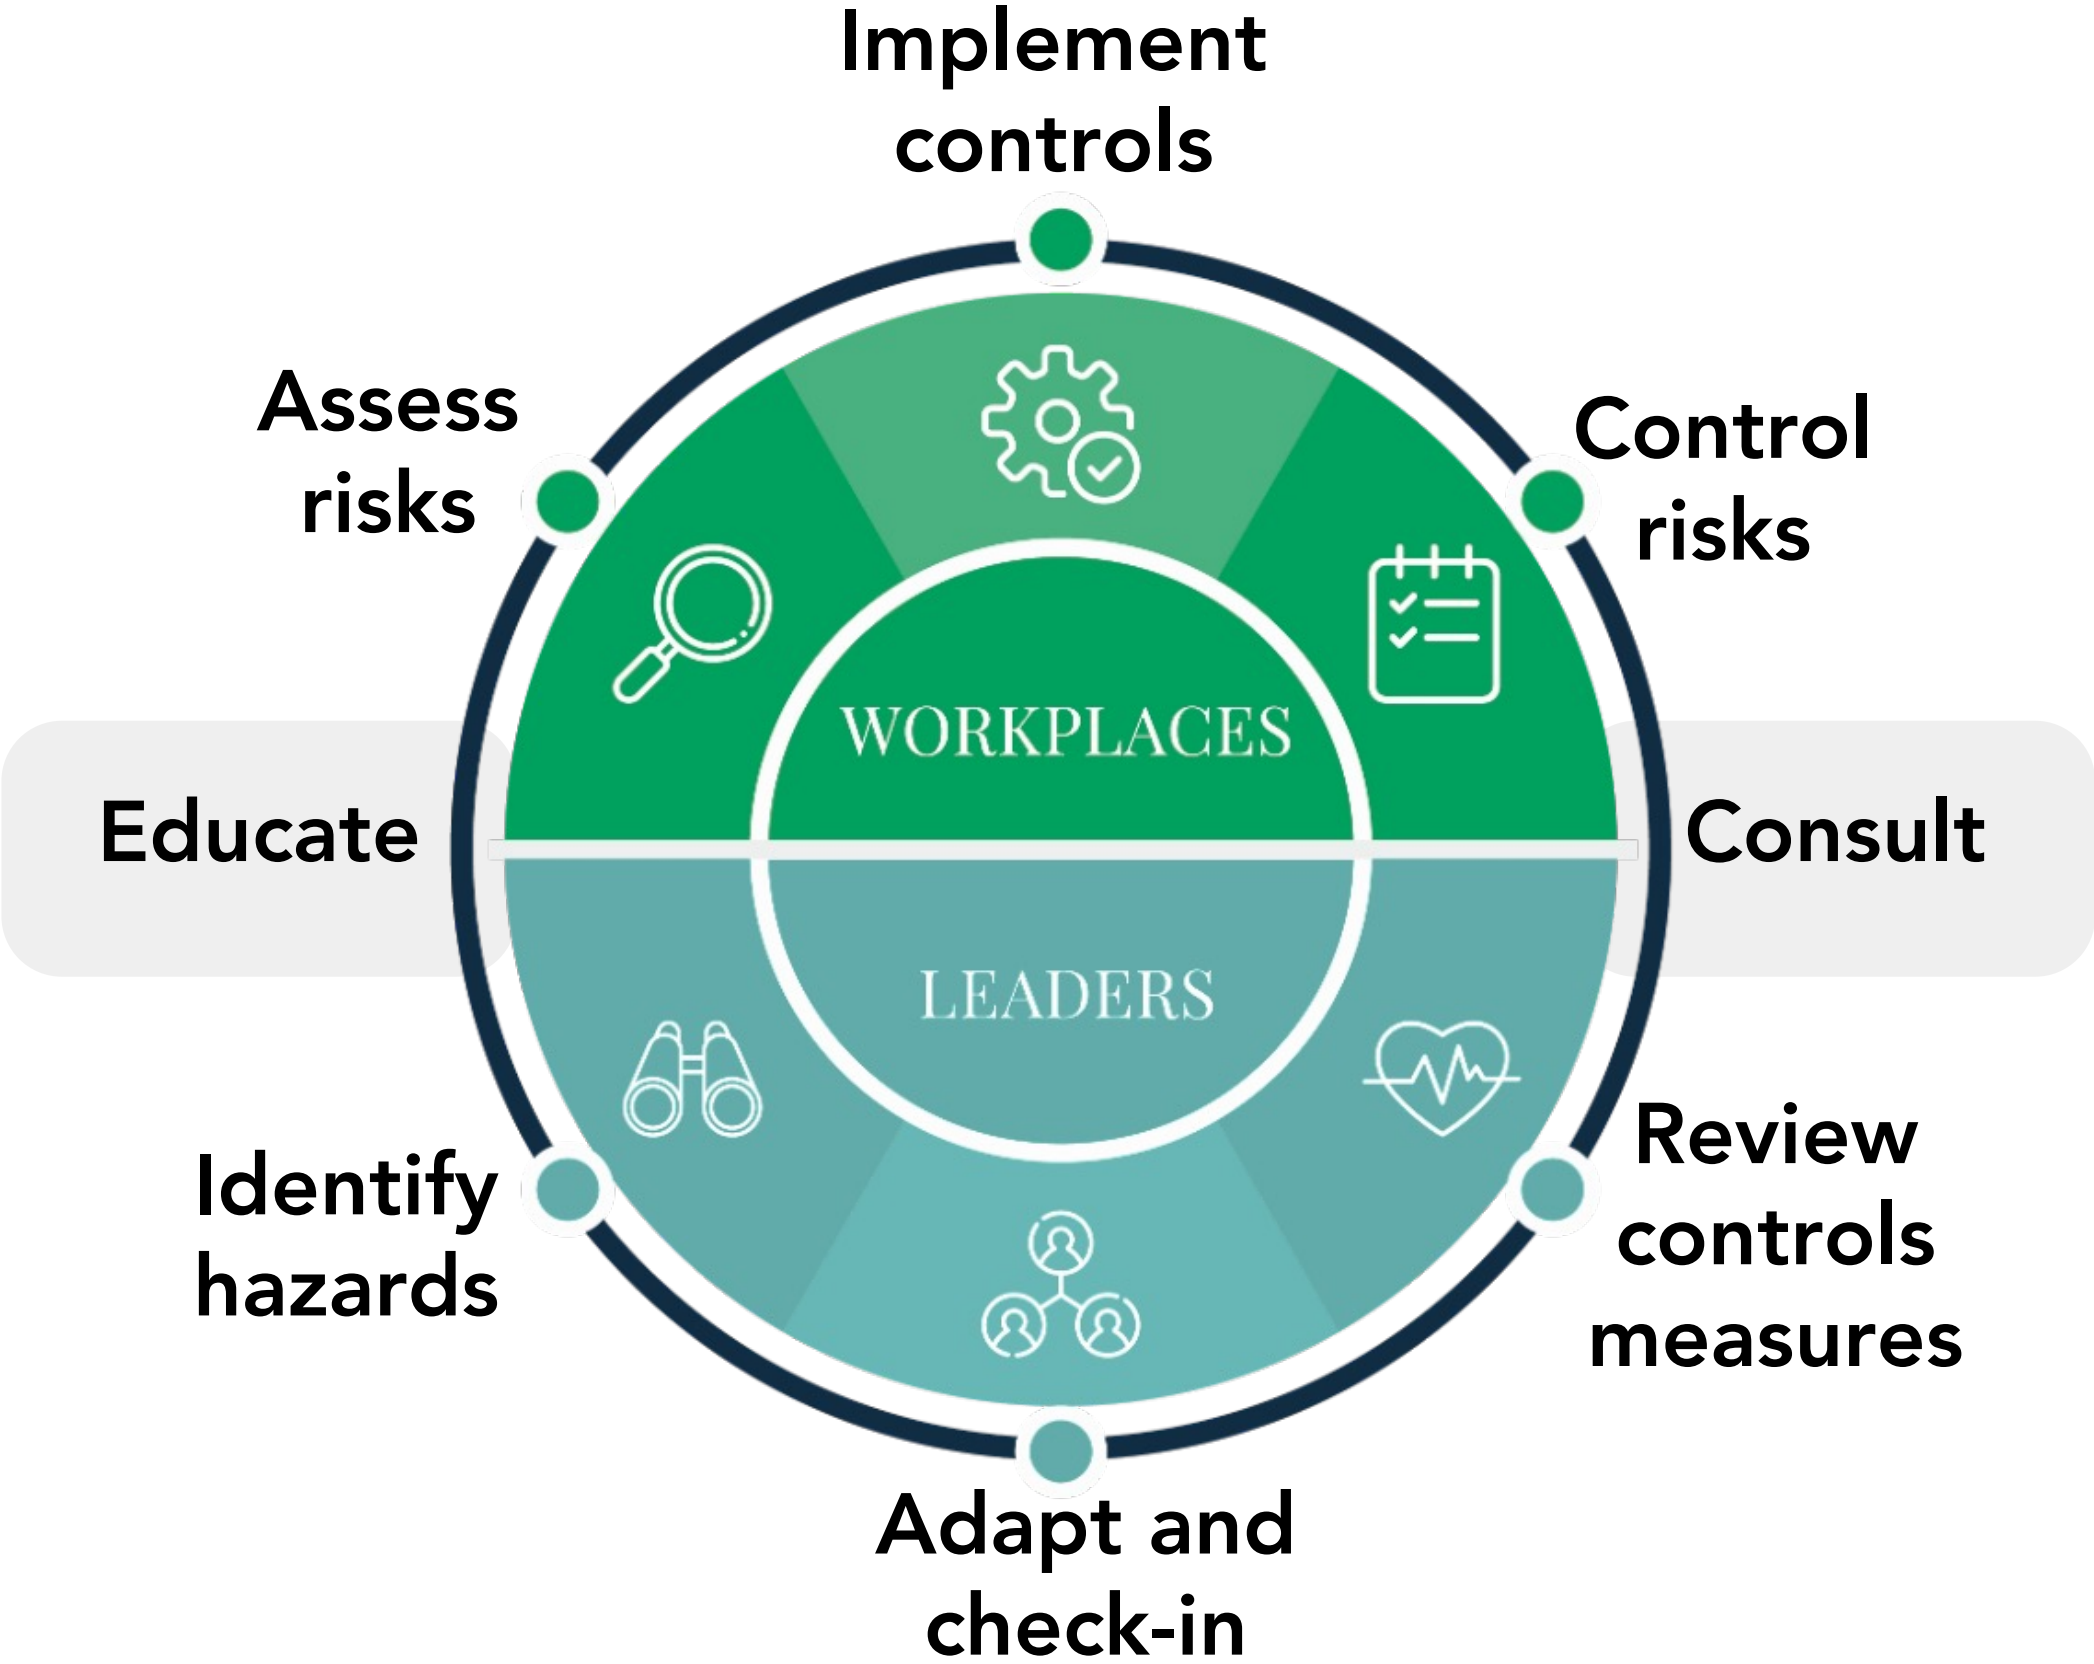 Implement
controls
Assess
risks
Control
risks
WORKPLACES
Educate
Consult
LEADERS
Identify
hazards
Review
controls
measures
Adapt and
check-in